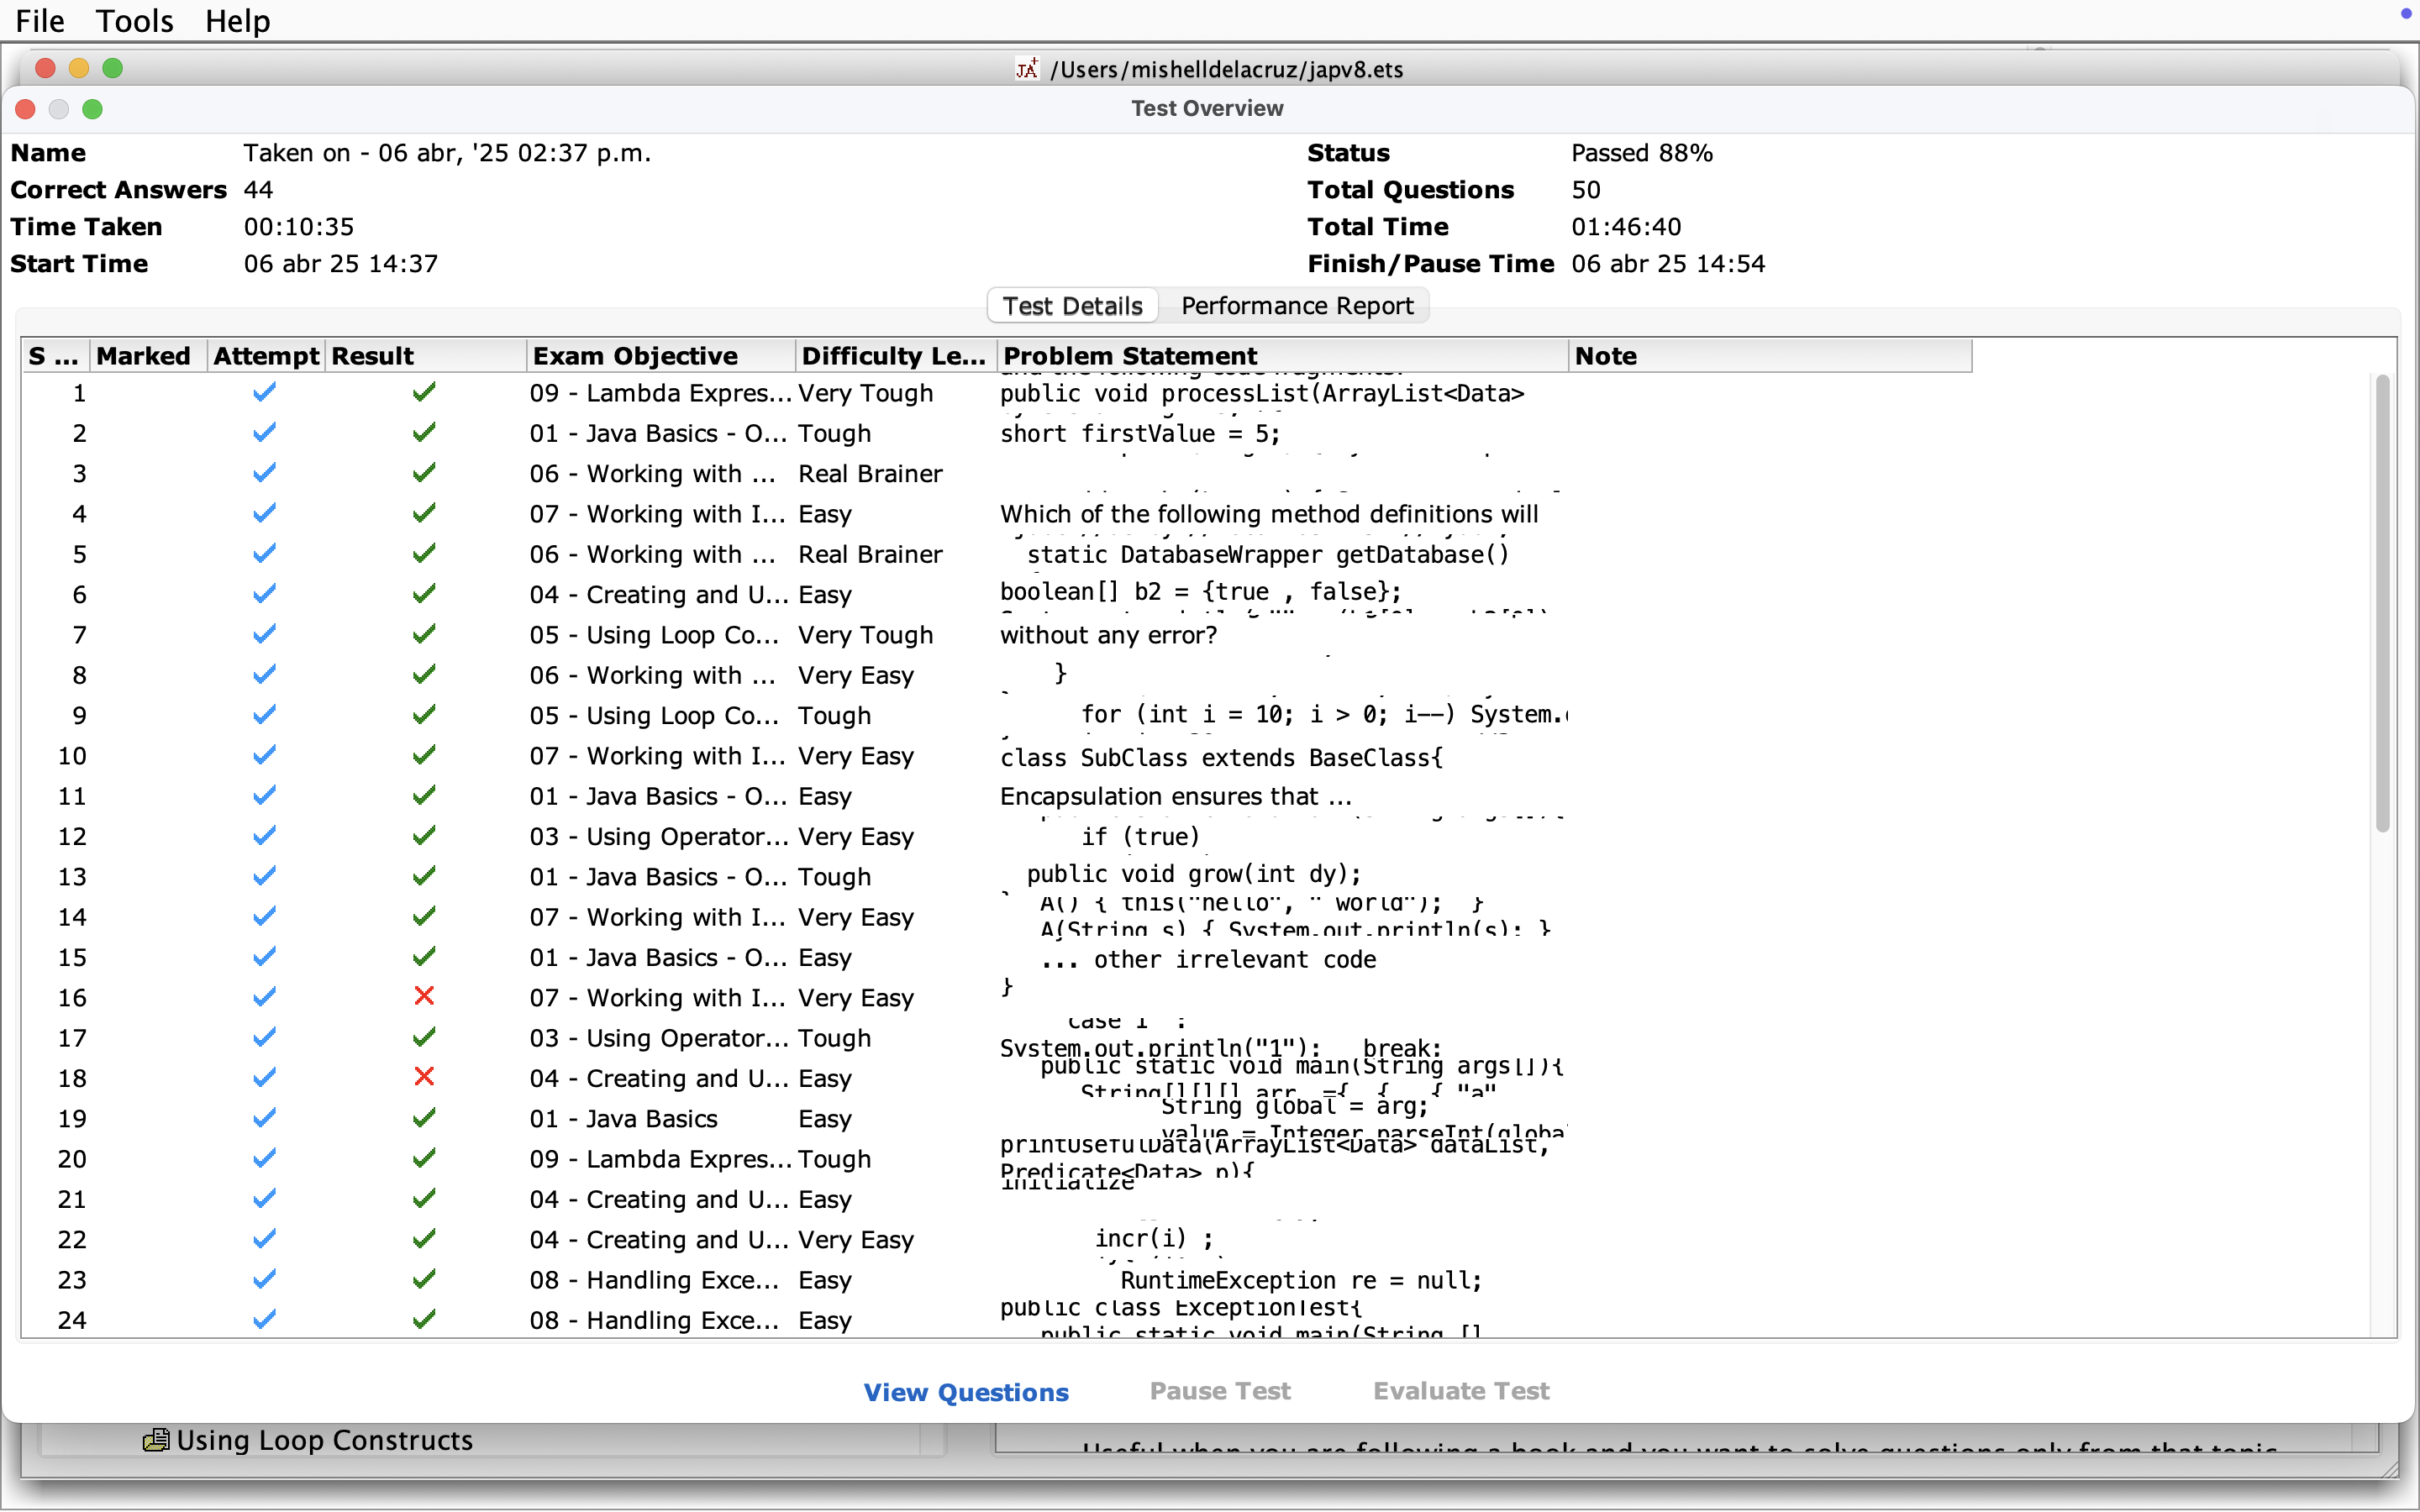 File Tools Help
/Users/mishelldelacruz/japv8.ets
Test Overview
Name Taken on - 06 abr, '25 02:37 p.m. Status Passed 88%
Correct Answers 44 Total Questions 50
Time Taken 00:10:35 Total Time 01:46:40
Start Time 06 abr 25 14:37 Finish/Pause Time 06 abr 25 14:54
Test Details Performance Report
S ... Marked Attempt Result Exam Objective Difficulty Le... Problem Statement Note
1 09 - Lambda Expres... Very Tough public void processList(ArrayList<Data>
2 01 - Java Basics - O... Tough short firstValue = 5;
3 06 - Working with ... Real Brainer
4 07 - Working with I... Easy Which of the following method definitions will
5 06 - Working with ... Real Brainer static DatabaseWrapper getDatabase()
6 04 - Creating and U... Easy boolean[] b2 = {true , false};
7 05 - Using Loop Co... Very Tough without any error?
8 06 - Working with ... Very Easy }
9 05 - Using Loop Co... Tough for (int i = 10; i > 0; i--) System.
10 07 - Working with I... Very Easy class SubClass extends BaseClass{
11 01 - Java Basics - O... Easy Encapsulation ensures that ...
12 03 - Using Operator... Very Easy if (true)
13 01 - Java Basics - O... Tough public void grow(int dy);
14 07 - Working with I... Very Easy A() { this("hello", " world"); }
A(String s) { System.out.println(s); }
15 01 - Java Basics - O... Easy ... other irrelevant code
16 07 - Working with I... Very Easy }
17 03 - Using Operator... Tough case 1 :
System.out.println("1"); break;
18 04 - Creating and U... Easy public static void main(String args[]){
String[][][] arr ={ { { "a"
19 01 - Java Basics Easy String global = arg;
value = Integer.parseInt(global
20 09 - Lambda Expres... Tough printUsefulData(ArrayList<Data> dataList,
Predicate<Data> p){
21 04 - Creating and U... Easy initialize
22 04 - Creating and U... Very Easy incr(i) ;
23 08 - Handling Exce... Easy RuntimeException re = null;
24 08 - Handling Exce... Easy public class ExceptionTest{
public static void main(String []
View Questions Pause Test Evaluate Test
Using Loop Constructs
Useful when you are following a book and you want to solve questions only from that topic